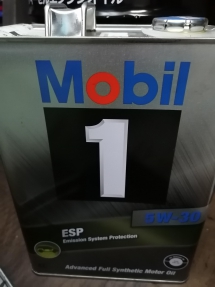 Mobil
1
5W-30
ESP
Emission System Protection
Advanced Full Synthetic Motor Oil